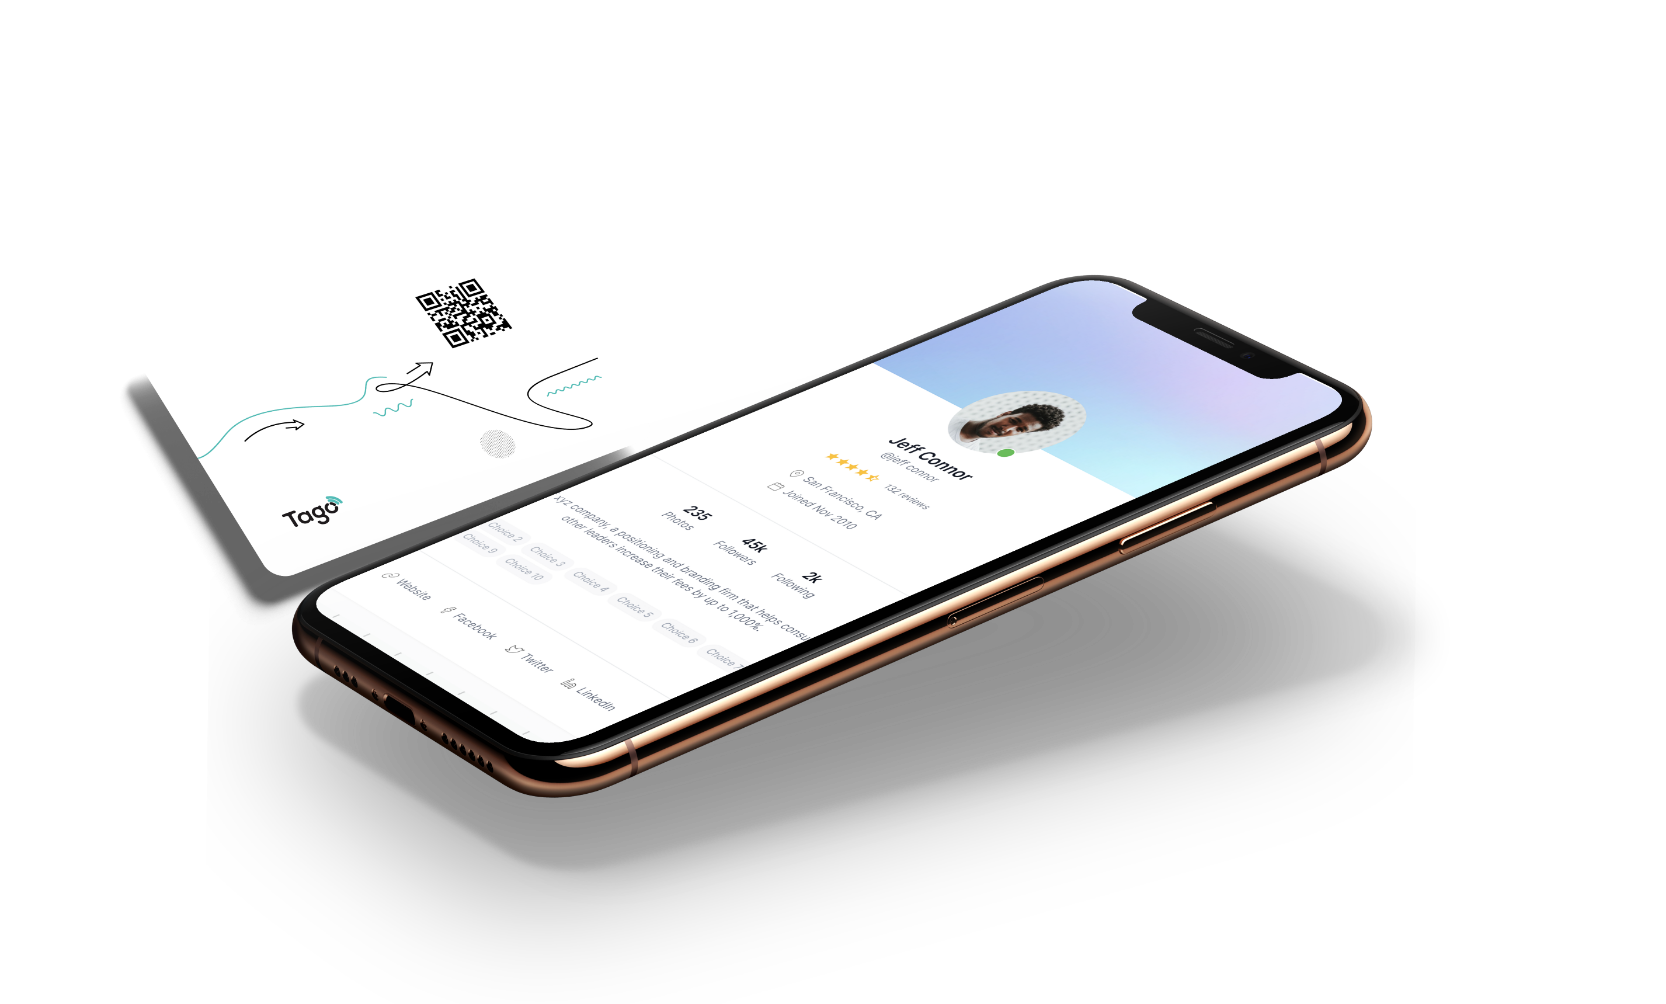 Tago
Jeff Connor
@jeff connor
132 reviews
San Francisco, CA
Joined Nov 2010
235
Photos
45k
Followers
2k
Following
xyz company, a positioning and branding firm that helps consu
other leaders increase their fees by up to 1,000%.
Choice 2
Choice 3
Choice 4
Choice 5
Choice 6
Choice 7
Choice 9
Choice 10
Website
Facebook
Twitter
LinkedIn